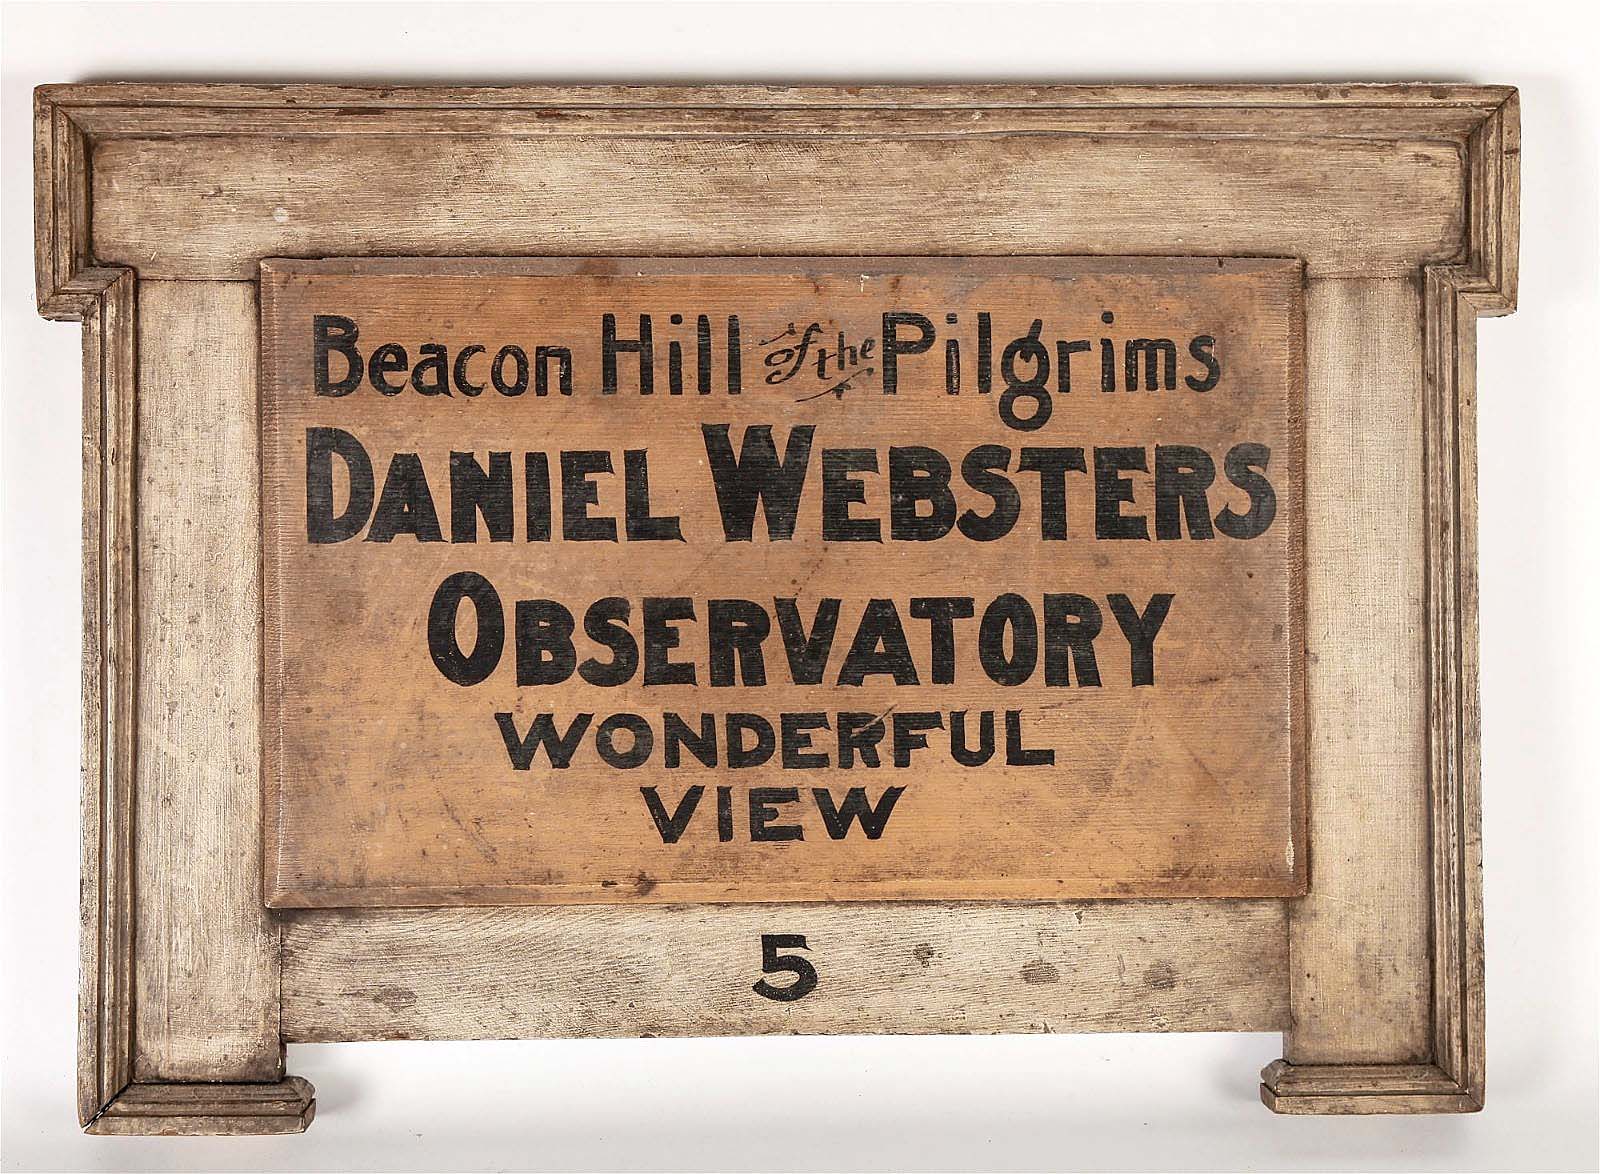 Beacon Hill of the Pilgrims
DANIEL WEBSTERS
OBSERVATORY
WONDERFUL
VIEW
5